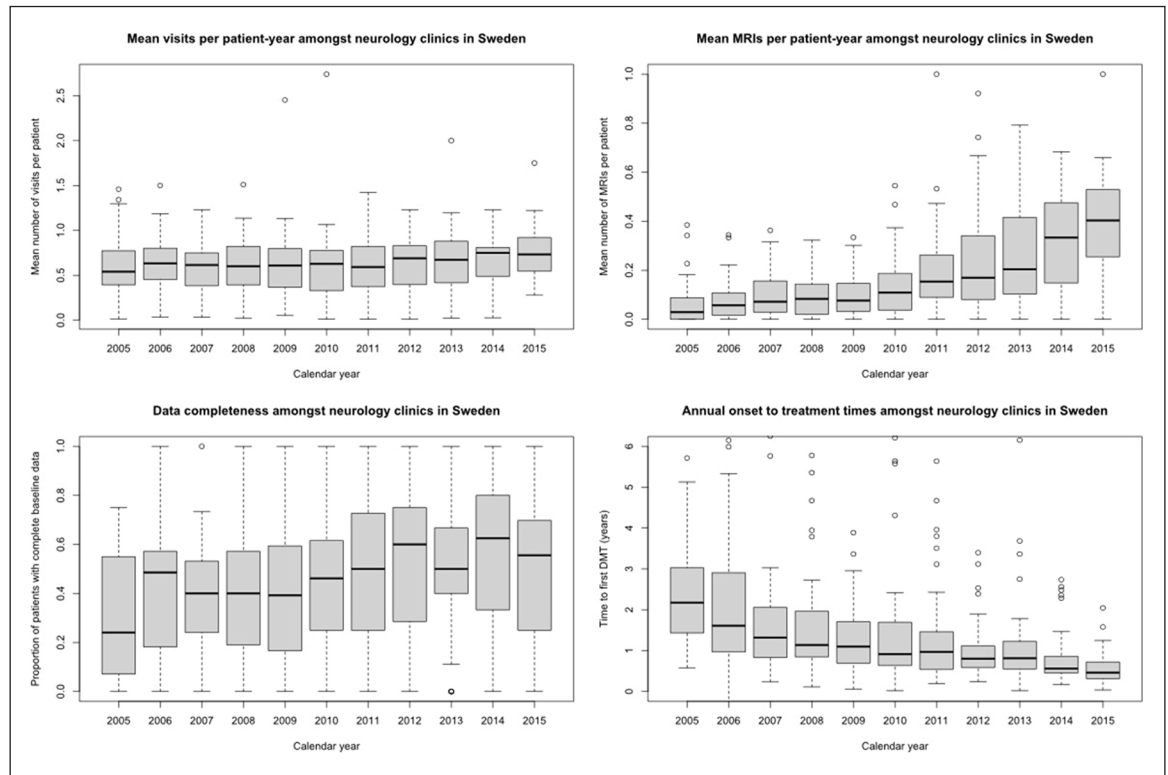 Mean visits per patient-year amongst neurology clinics in Sweden
Mean number of visits per patient
2.5
2.0
1.5
1.0
0.5
0.0
2005 2006 2007 2008 2009 2010 2011 2012 2013 2014 2015
Calendar year
Mean MRIs per patient-year amongst neurology clinics in Sweden
Mean number of MRIs per patient
1.0
0.8
0.6
0.4
0.2
0.0
2005 2006 2007 2008 2009 2010 2011 2012 2013 2014 2015
Calendar year
Data completeness amongst neurology clinics in Sweden
Proportion of patients with complete baseline data
1.0
0.8
0.6
0.4
0.2
0.0
2005 2006 2007 2008 2009 2010 2011 2012 2013 2014 2015
Calendar year
Annual onset to treatment times amongst neurology clinics in Sweden
Time to first DMT (years)
6
5
4
3
2
1
0
2005 2006 2007 2008 2009 2010 2011 2012 2013 2014 2015
Calendar year